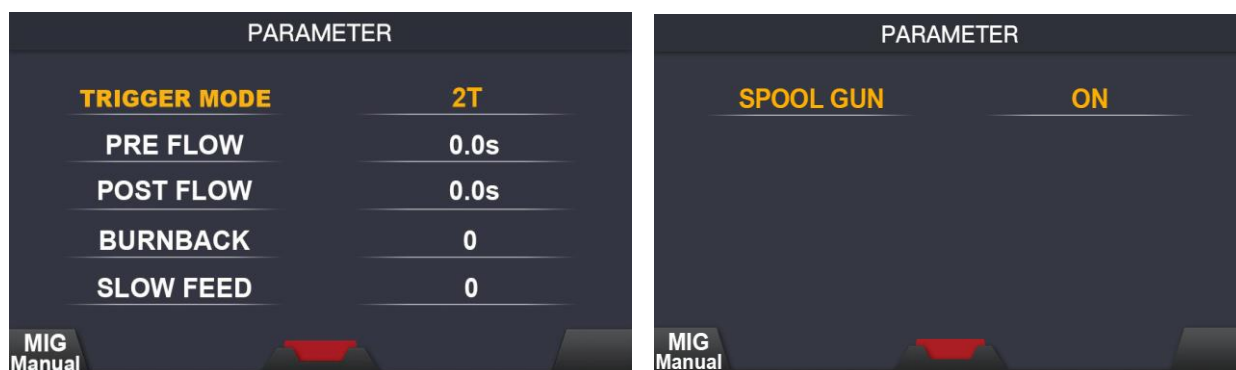 PARAMETER
TRIGGER MODE 2T
PRE FLOW 0.0s
POST FLOW 0.0s
BURNBACK 0
SLOW FEED 0
MIG
Manual
PARAMETER
SPOOL GUN ON
MIG
Manual